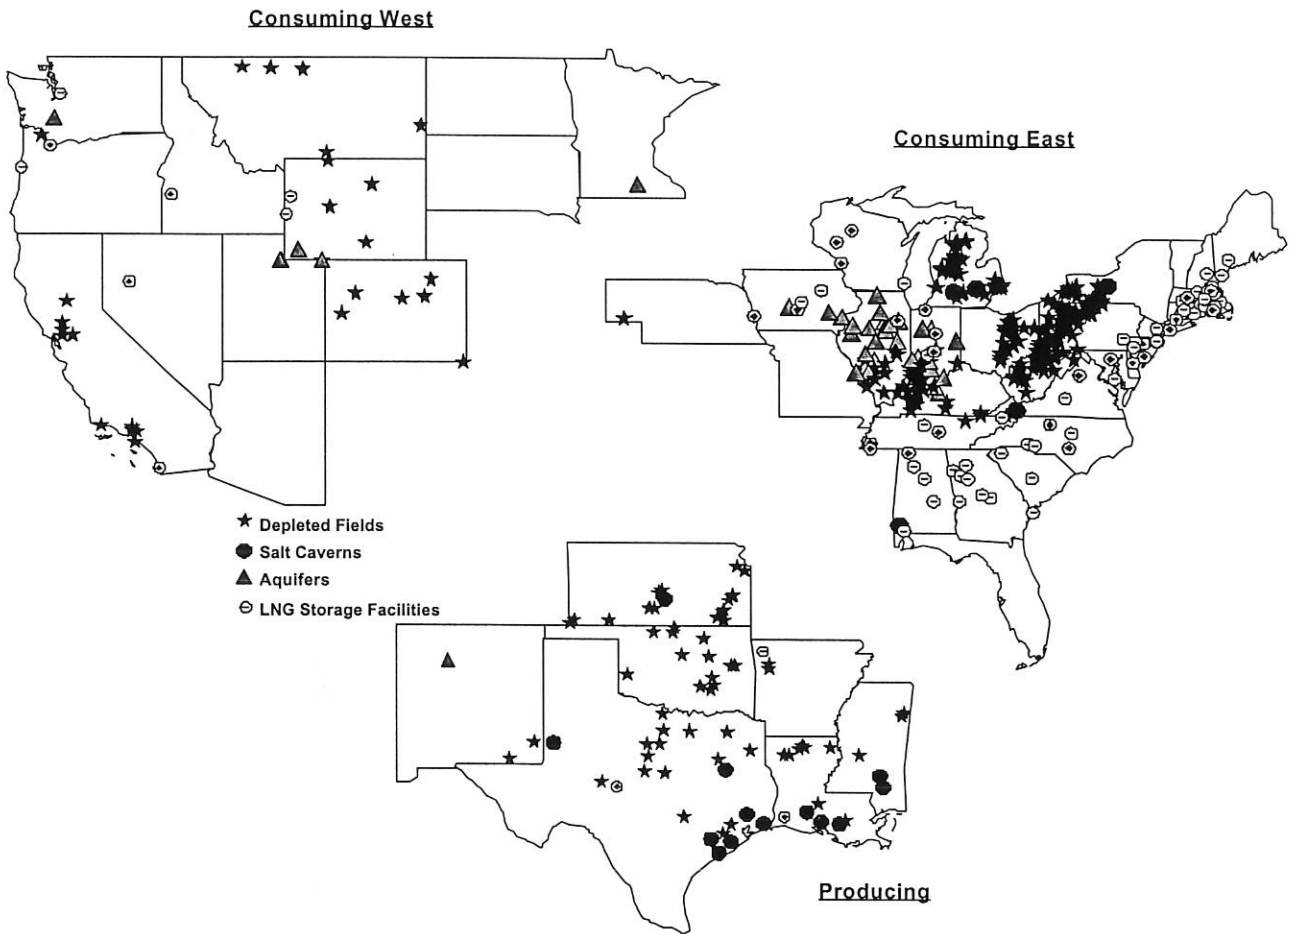 Consuming West
Consuming East
Depleted Fields
Salt Caverns
Aquifers
LNG Storage Facilities
Producing